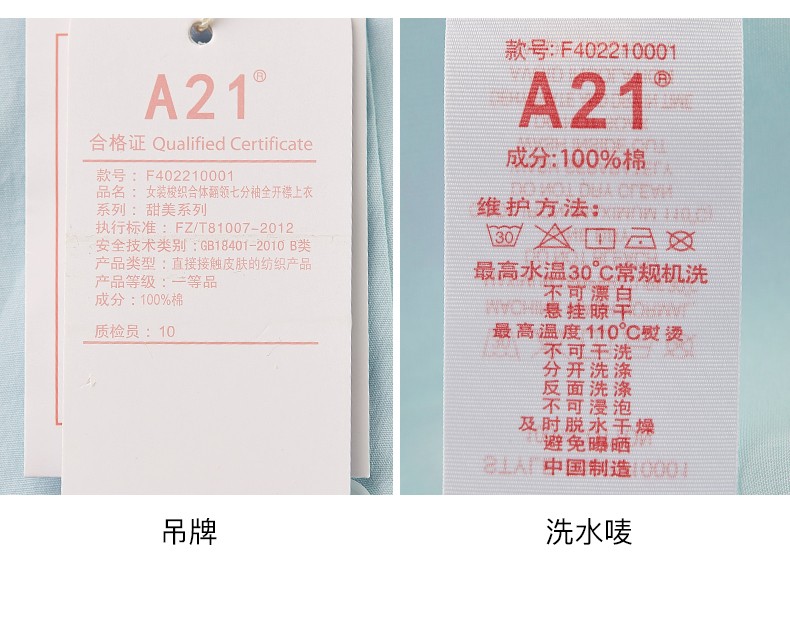 A21®
合格证 Qualified Certificate
款号： F402210001
品名： 女装梭织合体翻领七分袖全开襟上衣
系列： 甜美系列
执行标准： FZ/T81007-2012
安全技术类别：GB18401-2010 B类
产品类型：直接接触皮肤的纺织产品
产品等级：一等品
成分：100%棉
质检员：10
吊牌
款号: F402210001
A21®
成分:100%棉
维护方法：
30
最高水温30℃常规机洗
不可漂白
悬挂晾干
最高温度110℃熨烫
不可干洗
分开洗涤
反面洗涤
不可浸泡
及时脱水干燥
避免曝晒
中国制造
洗水唛